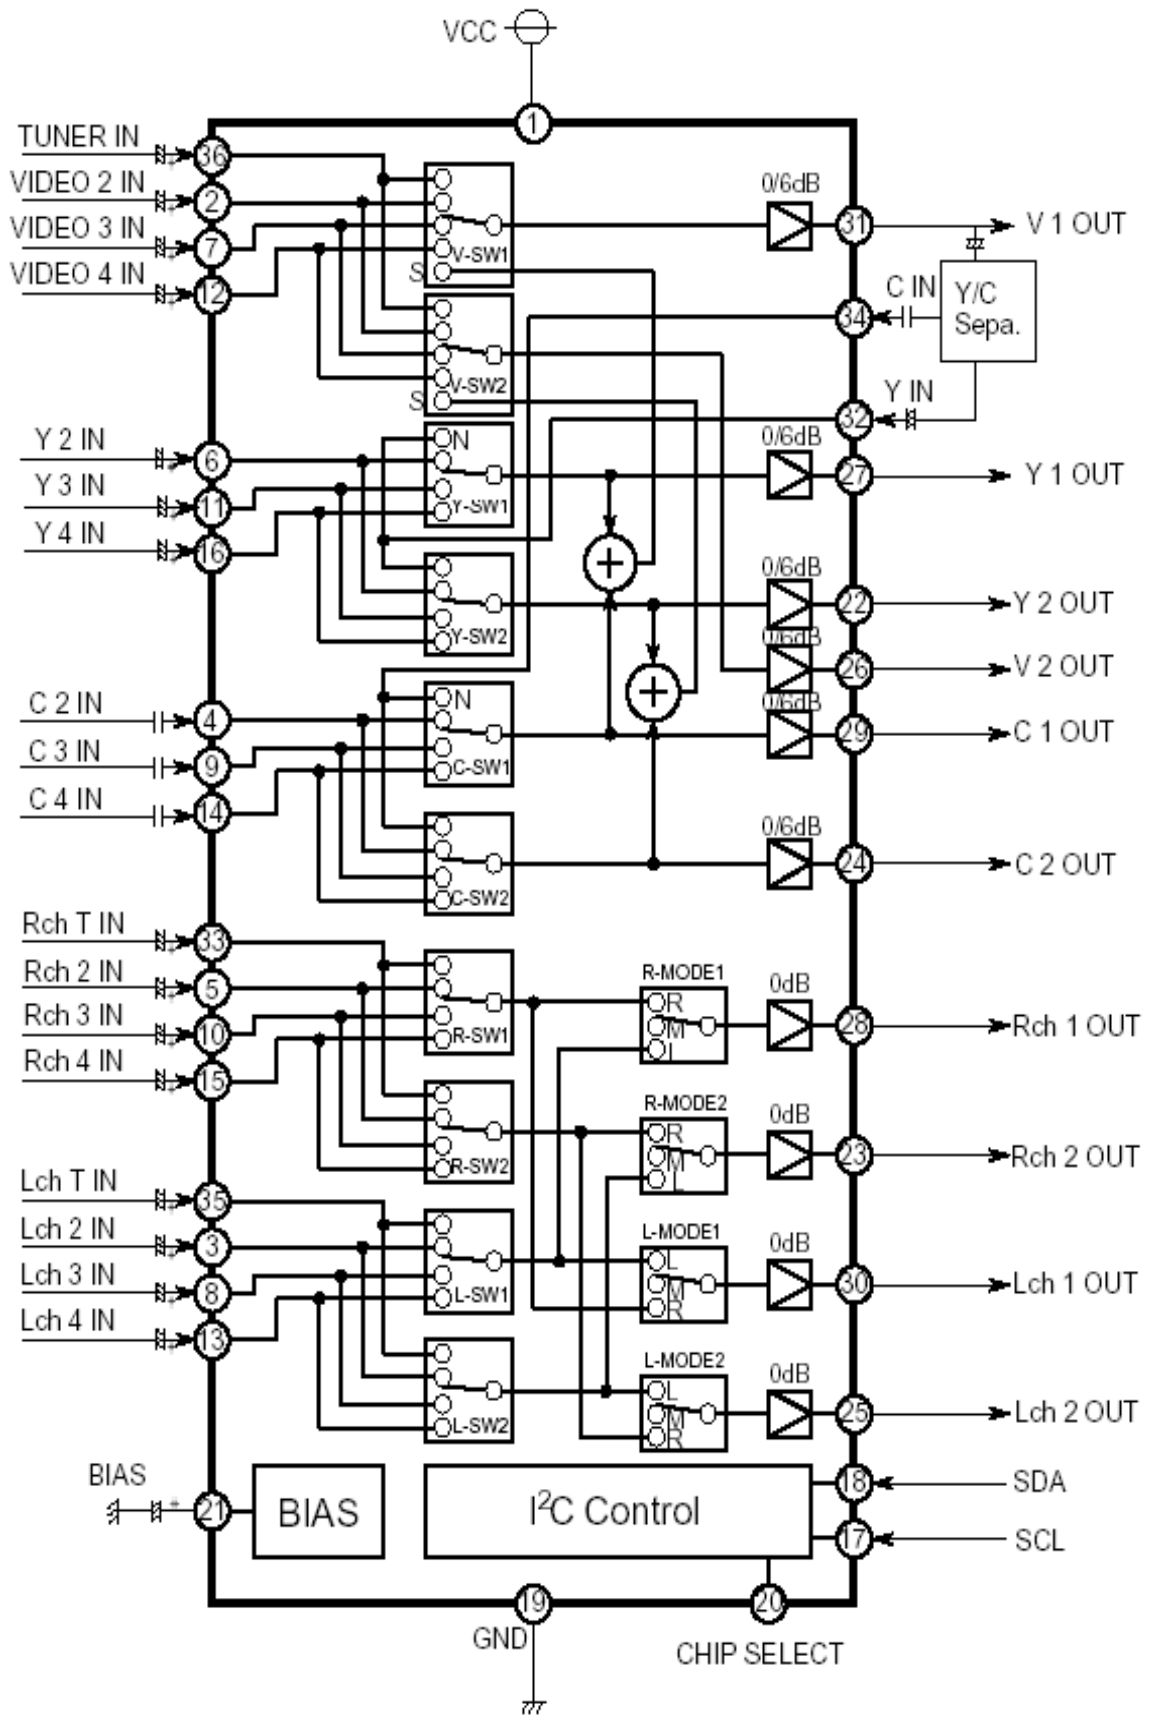 VCC
1
TUNER IN
36
VIDEO 2 IN
2
VIDEO 3 IN
7
VIDEO 4 IN
12
V-SW1
S
0/6dB
31
V 1 OUT
C IN
34
Y/C
Sepa.
V-SW2
S
Y IN
32
Y 2 IN
6
Y 3 IN
11
Y 4 IN
16
N
Y-SW1
0/6dB
27
Y 1 OUT
+
Y-SW2
0/6dB
22
Y 2 OUT
0/6dB
26
V 2 OUT
+
C 2 IN
4
C 3 IN
9
C 4 IN
14
N
C-SW1
0/6dB
29
C 1 OUT
C-SW2
0/6dB
24
C 2 OUT
Rch T IN
33
Rch 2 IN
5
Rch 3 IN
10
Rch 4 IN
15
R-SW1
R-MODE1
R
M
L
0dB
28
Rch 1 OUT
R-SW2
R-MODE2
R
M
L
0dB
23
Rch 2 OUT
Lch T IN
35
Lch 2 IN
3
Lch 3 IN
8
Lch 4 IN
13
L-SW1
L-MODE1
L
M
R
0dB
30
Lch 1 OUT
L-SW2
L-MODE2
L
M
R
0dB
25
Lch 2 OUT
BIAS
21
BIAS
I²C Control
18
SDA
17
SCL
19
GND
20
CHIP SELECT